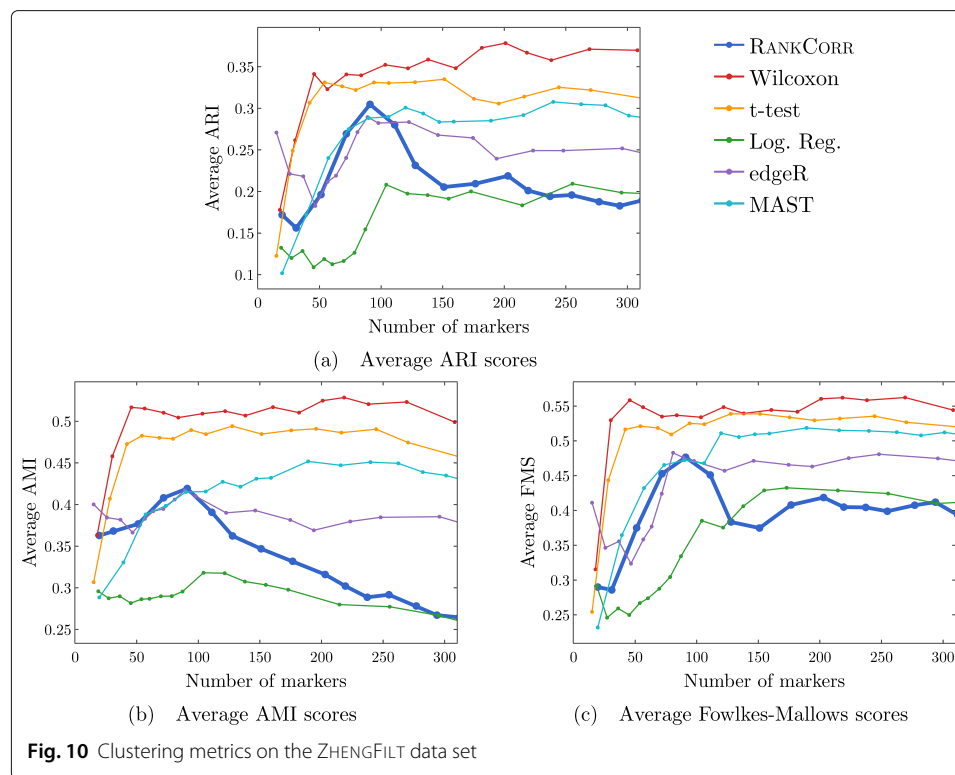 0.35
0.3
0.25
0.2
0.15
0.1
Average ARI
0 50 100 150 200 250 300
Number of markers
(a) Average ARI scores
RANKCORR
Wilcoxon
t-test
Log. Reg.
edgeR
MAST
0.5
0.45
0.4
0.35
0.3
0.25
Average AMI
0 50 100 150 200 250 300
Number of markers
(b) Average AMI scores
0.55
0.5
0.45
0.4
0.35
0.3
0.25
Average FMS
0 50 100 150 200 250 300
Number of markers
(c) Average Fowlkes-Mallows scores
Fig. 10 Clustering metrics on the ZHENGFILT data set